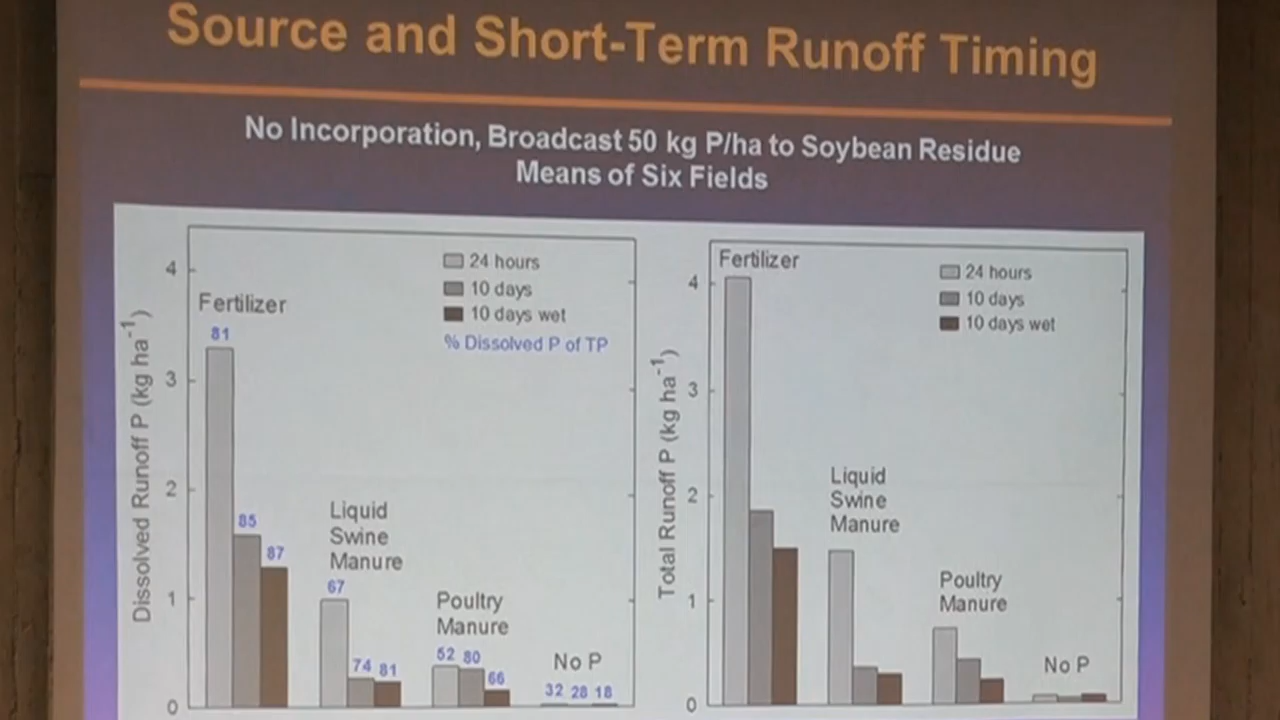 Source and Short-Term Runoff Timing
No Incorporation, Broadcast 50 kg P/ha to Soybean Residue
Means of Six Fields
Dissolved Runoff P (kg ha-1)
4
3
2
1
0
24 hours
10 days
10 days wet
% Dissolved P of TP
Fertilizer
81
85
87
Liquid
Swine
Manure
67
74 81
Poultry
Manure
52 80
66
No P
32 28 18
Total Runoff P (kg ha-1)
4
3
2
1
0
24 hours
10 days
10 days wet
Fertilizer
Liquid
Swine
Manure
Poultry
Manure
No P